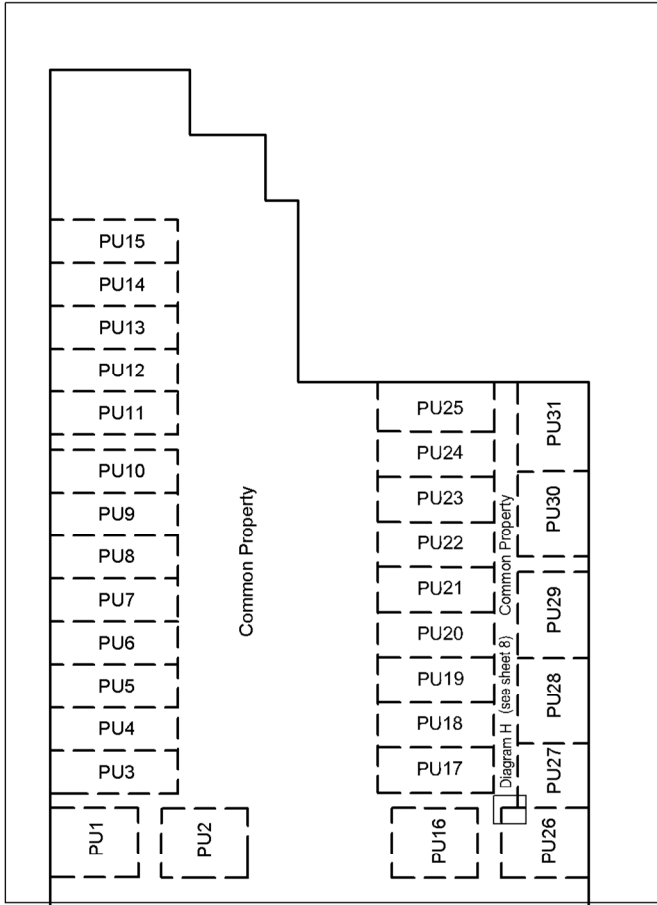 PU15
PU14
PU13
PU12
PU11
PU10
PU9
PU8
PU7
PU6
PU5
PU4
PU3
PU1
PU2
Common Property
PU25
PU24
PU23
PU22
PU21
PU20
PU19
PU18
PU17
PU16
Diagram H (see sheet 8) Common Property
PU31
PU30
PU29
PU28
PU27
PU26